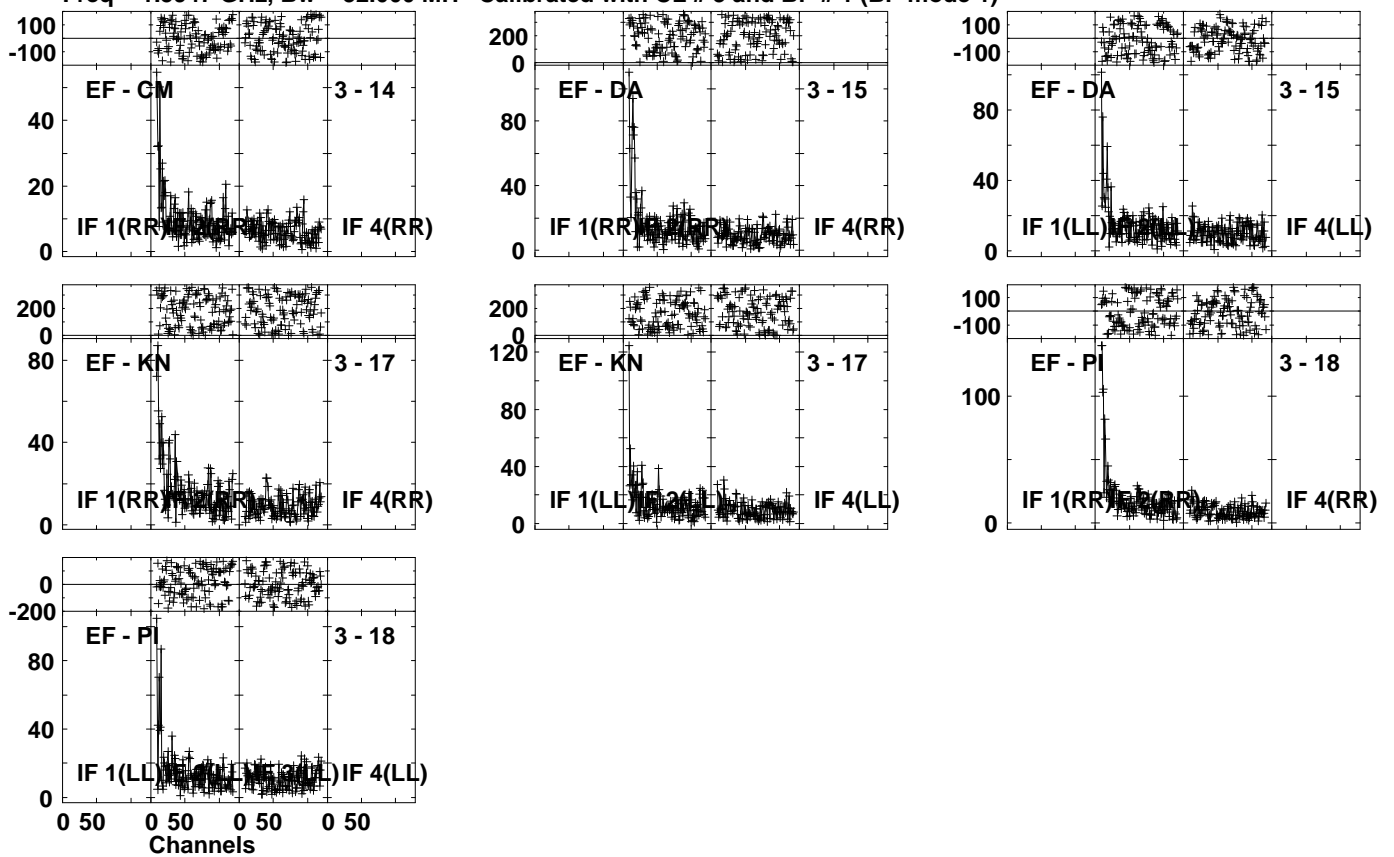 EF - CM 3 - 14
100
-100
40
20
0
IF 1(RR) IF 4(RR)
EF - DA 3 - 15
200
0
80
40
0
IF 1(RR) IF 4(RR)
EF - DA 3 - 15
100
-100
80
40
0
IF 1(LL) IF 4(LL)
EF - KN 3 - 17
200
0
80
40
0
IF 1(RR) IF 4(RR)
EF - KN 3 - 17
200
0
120
80
40
0
IF 1(LL) IF 4(LL)
EF - PI 3 - 18
100
-100
100
0
IF 1(RR) IF 4(RR)
EF - PI 3 - 18
0
-200
80
40
0
IF 1(LL) IF 4(LL)
0 50 0 50 0 50 0 50
Channels